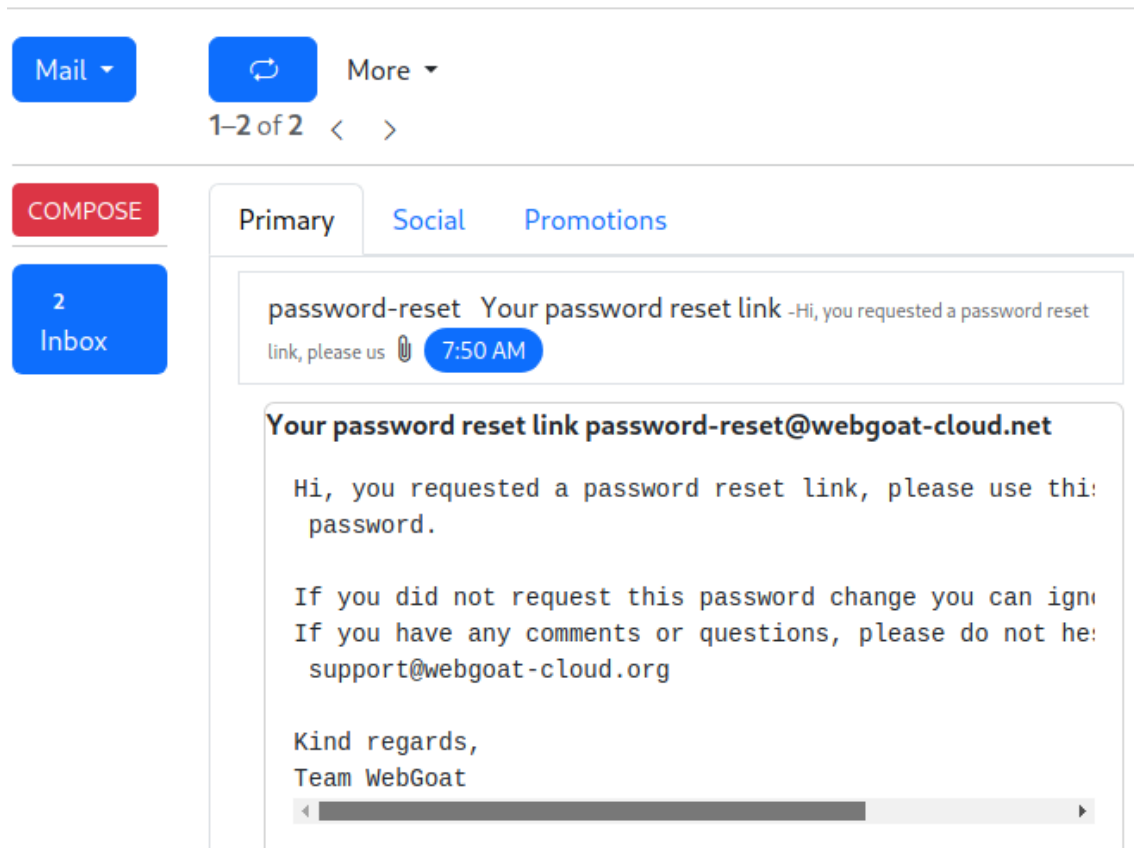 Mail
More
1–2 of 2
COMPOSE
2
Inbox
Primary
Social
Promotions
password-reset Your password reset link -Hi, you requested a password reset
link, please us 7:50 AM
Your password reset link password-reset@webgoat-cloud.net
Hi, you requested a password reset link, please use
password.
If you did not request this password change you can
If you have any comments or questions, please do not
support@webgoat-cloud.org
Kind regards,
Team WebGoat